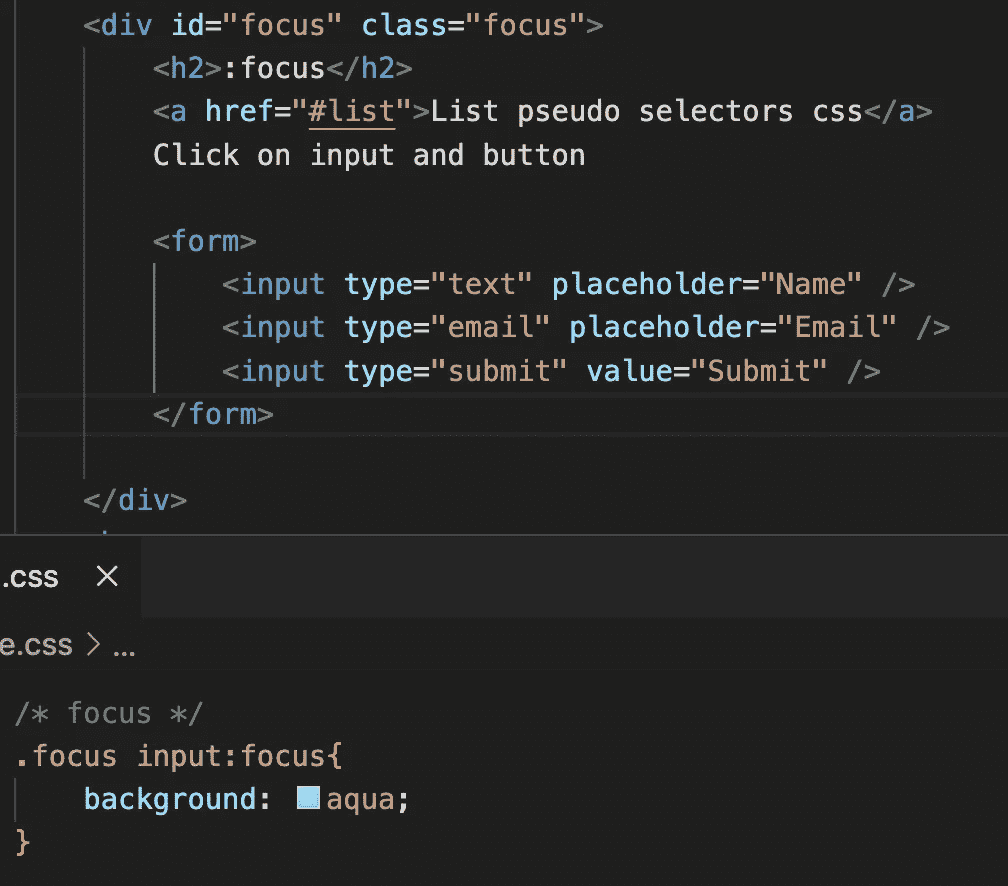 <div id="focus" class="focus">
<h2>:focus</h2>
<a href="#list">List pseudo selectors css</a>
Click on input and button
<form>
<input type="text" placeholder="Name" />
<input type="email" placeholder="Email" />
<input type="submit" value="Submit" />
</form>
</div>
.css ×
e.css > ...
/* focus */
.focus input:focus{
background: aqua;
}